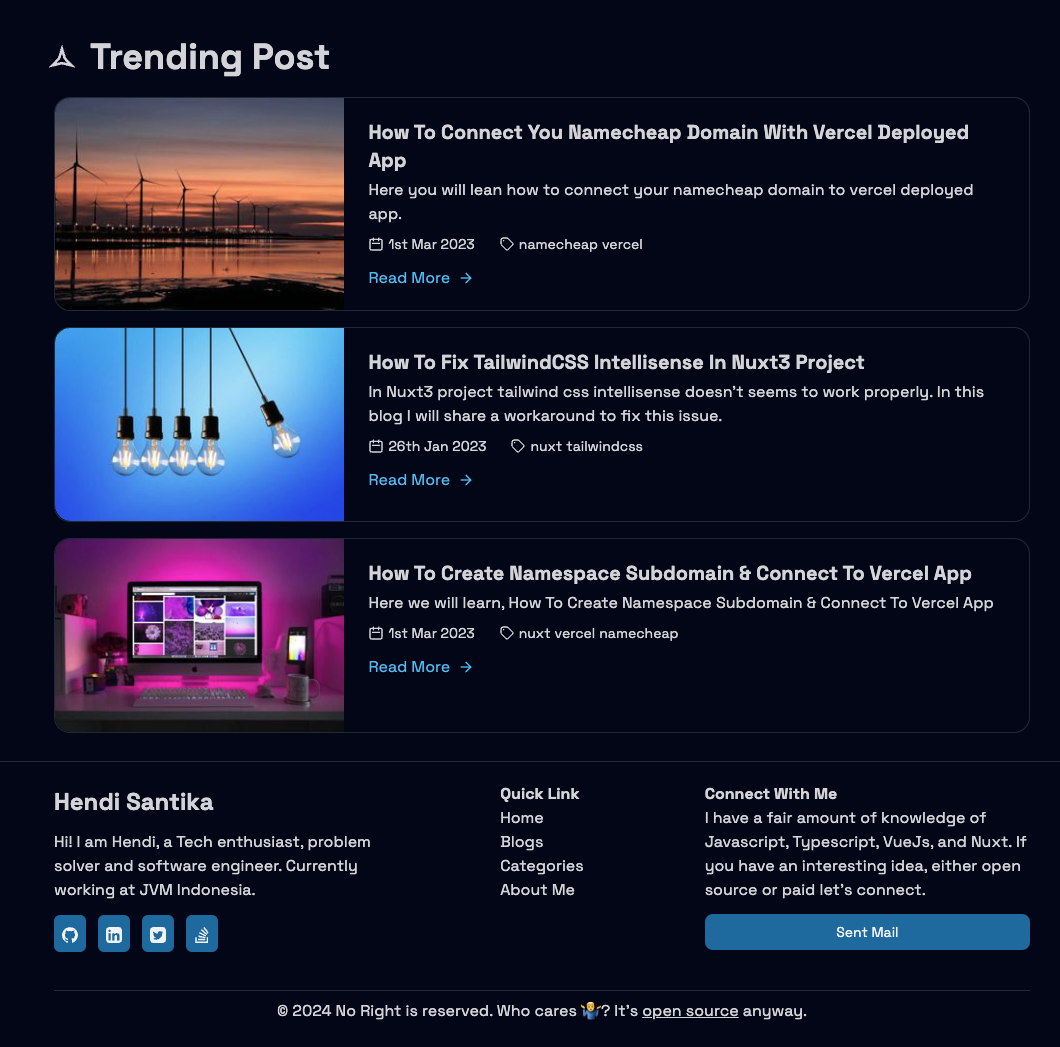 Trending Post
How To Connect You Namecheap Domain With Vercel Deployed
App
Here you will lean how to connect your namecheap domain to vercel deployed
app.
1st Mar 2023 namecheap vercel
Read More →
How To Fix TailwindCSS Intellisense In Nuxt3 Project
In Nuxt3 project tailwind css intellisense doesn't seems to work properly. In this
blog I will share a workaround to fix this issue.
26th Jan 2023 nuxt tailwindcss
Read More →
How To Create Namespace Subdomain & Connect To Vercel App
Here we will learn, How To Create Namespace Subdomain & Connect To Vercel App
1st Mar 2023 nuxt vercel namecheap
Read More →
Hendi Santika
Hi! I am Hendi, a Tech enthusiast, problem
solver and software engineer. Currently
working at JVM Indonesia.
Quick Link
Home
Blogs
Categories
About Me
Connect With Me
I have a fair amount of knowledge of
Javascript, Typescript, VueJs, and Nuxt. If
you have an interesting idea, either open
source or paid let's connect.
Sent Mail
© 2024 No Right is reserved. Who cares 🤷‍♂️? It's open source anyway.